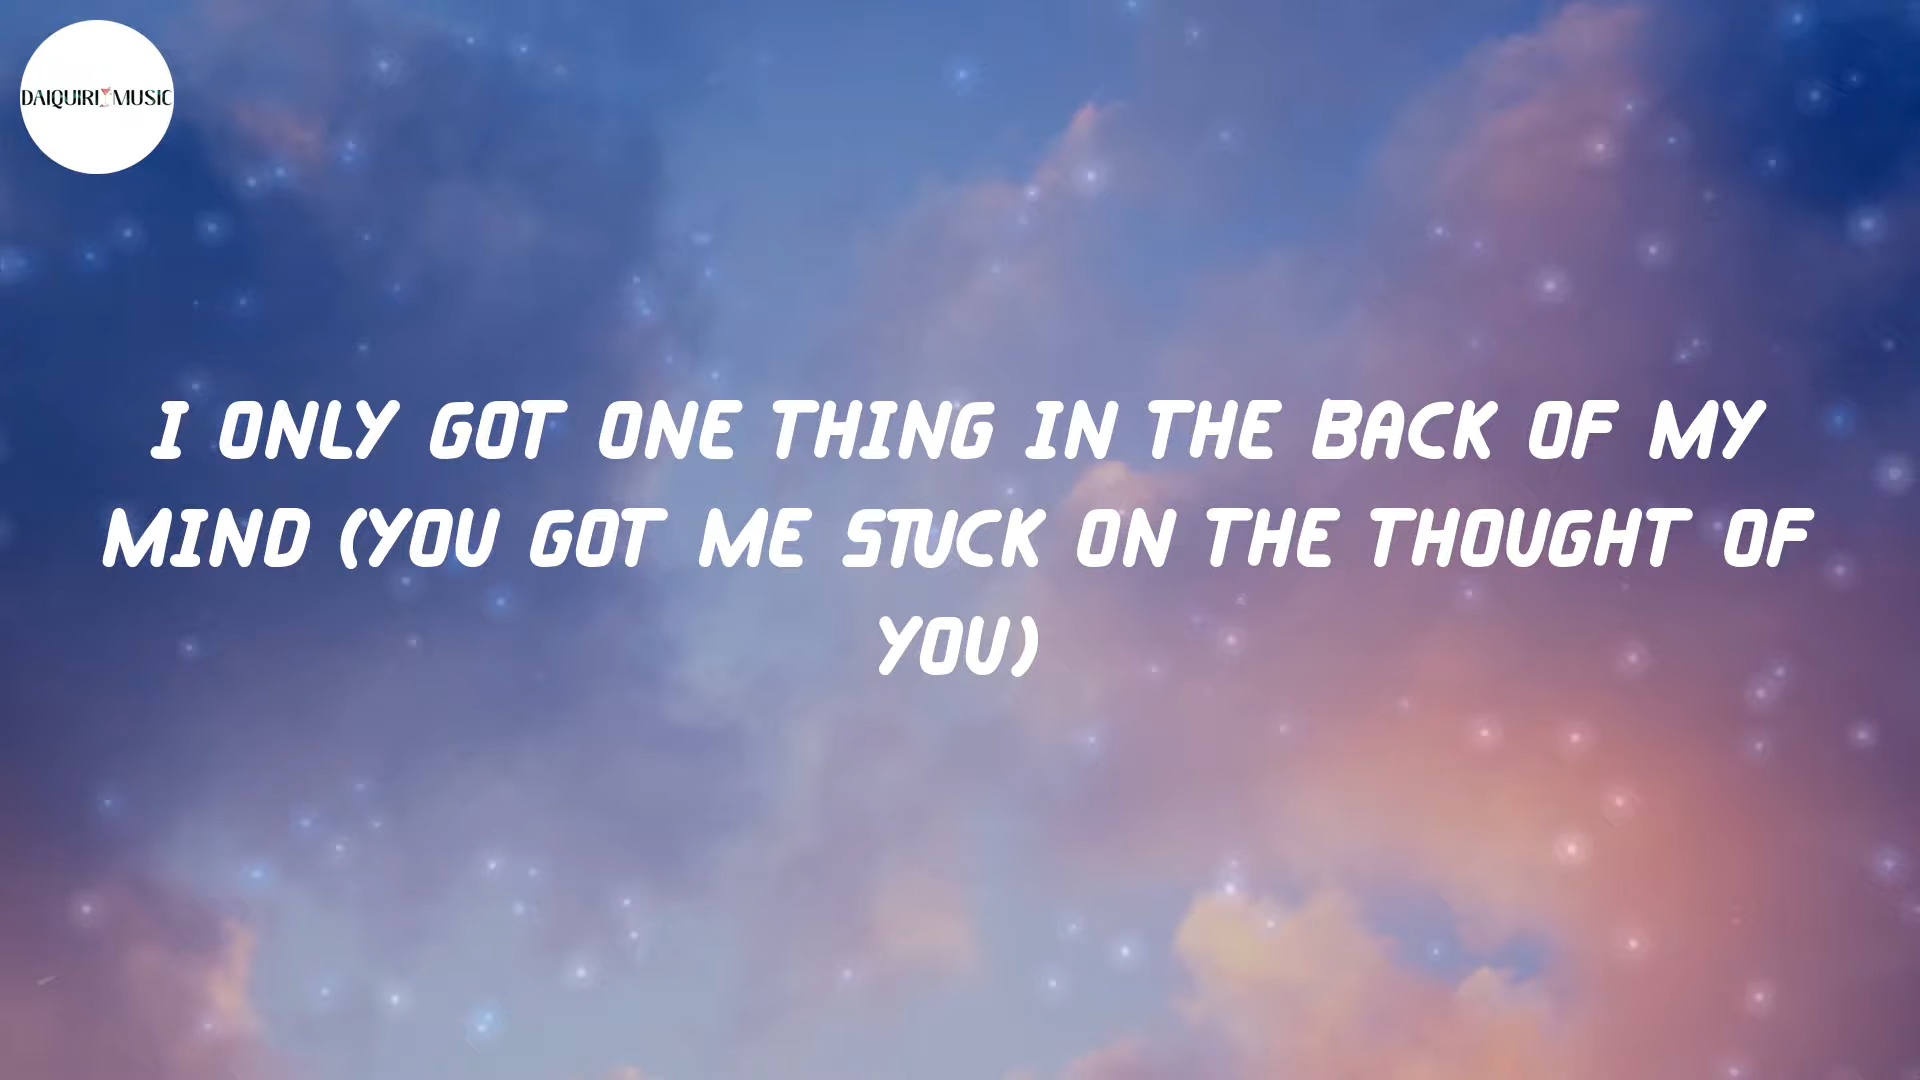 DAIQUIRI MUSIC
I ONLY GOT ONE THING IN THE BACK OF MY
MIND (YOU GOT ME STUCK ON THE THOUGHT OF
YOU)